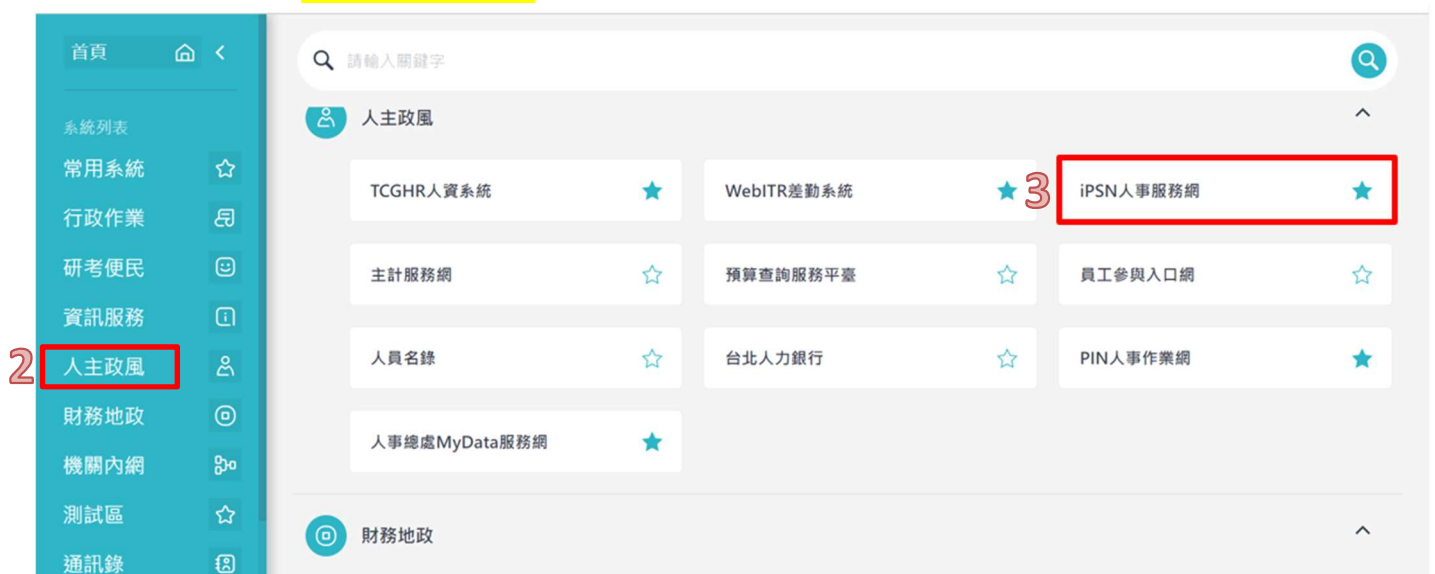 首頁
請輸入關鍵字
系統列表
常用系統
行政作業
研考便民
資訊服務
2 人主政風
財務地政
機關內網
測試區
通訊錄
人主政風
TCGHR人資系統
WebITR差勤系統
3 iPSN人事服務網
主計服務網
預算查詢服務平臺
員工參與入口網
人員名錄
台北人力銀行
PIN人事作業網
人事總處MyData服務網
財務地政